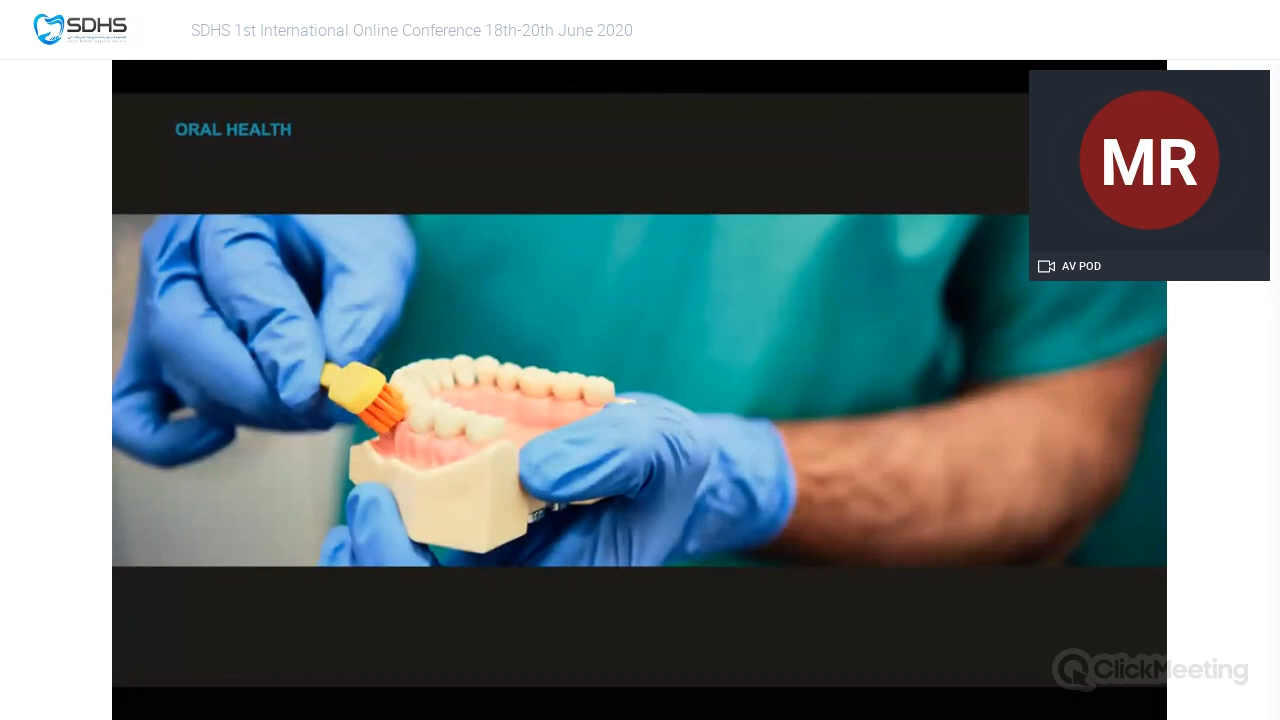 SDHS
SDHS 1st International Online Conference 18th-20th June 2020
ORAL HEALTH
MR
AV POD
ClickMeeting